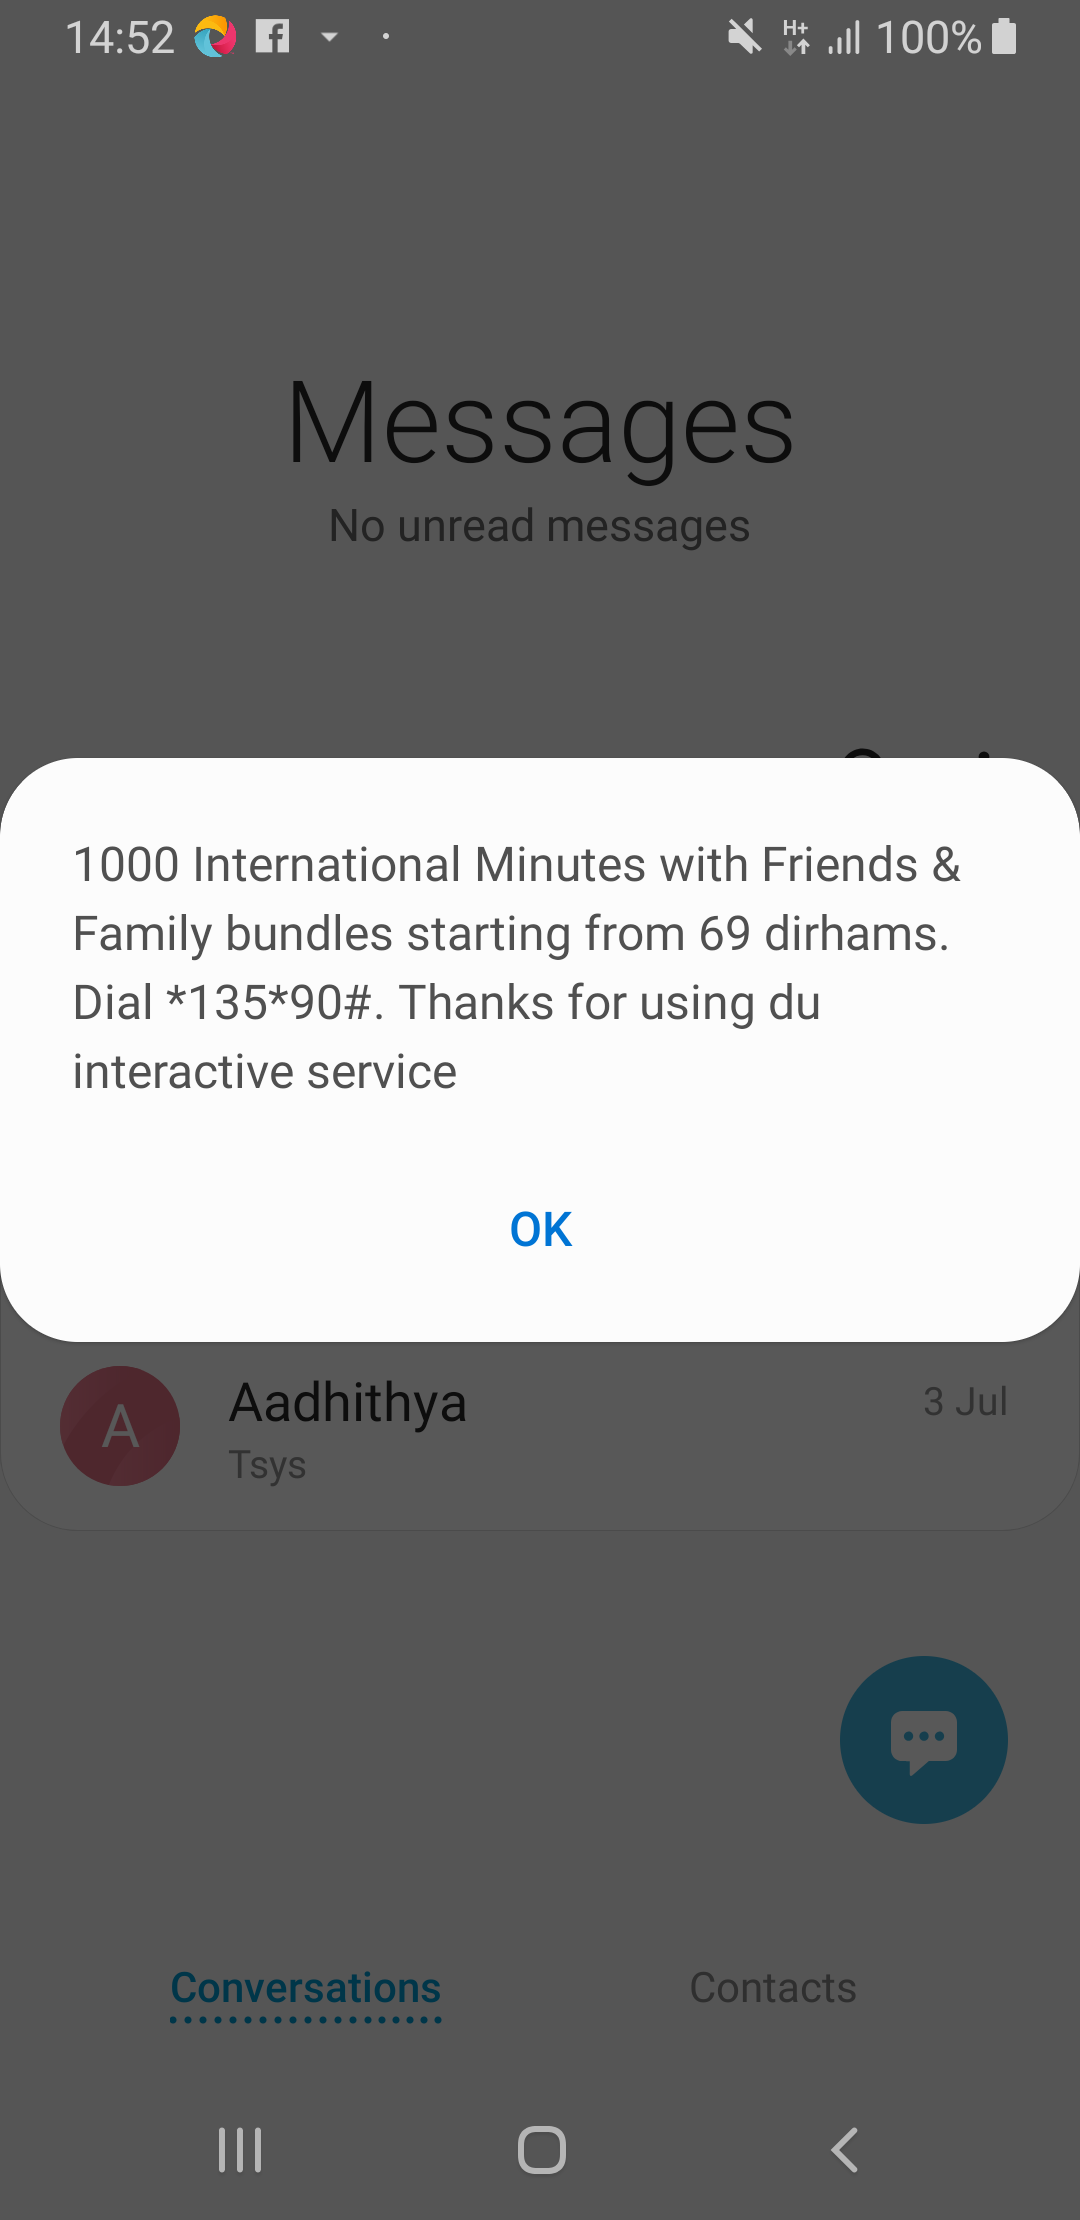 14:52
H+
100%
Messages
No unread messages
1000 International Minutes with Friends &
Family bundles starting from 69 dirhams.
Dial *135*90#. Thanks for using du
interactive service
OK
A
Aadhithya
3 Jul
Tsys
Conversations
Contacts